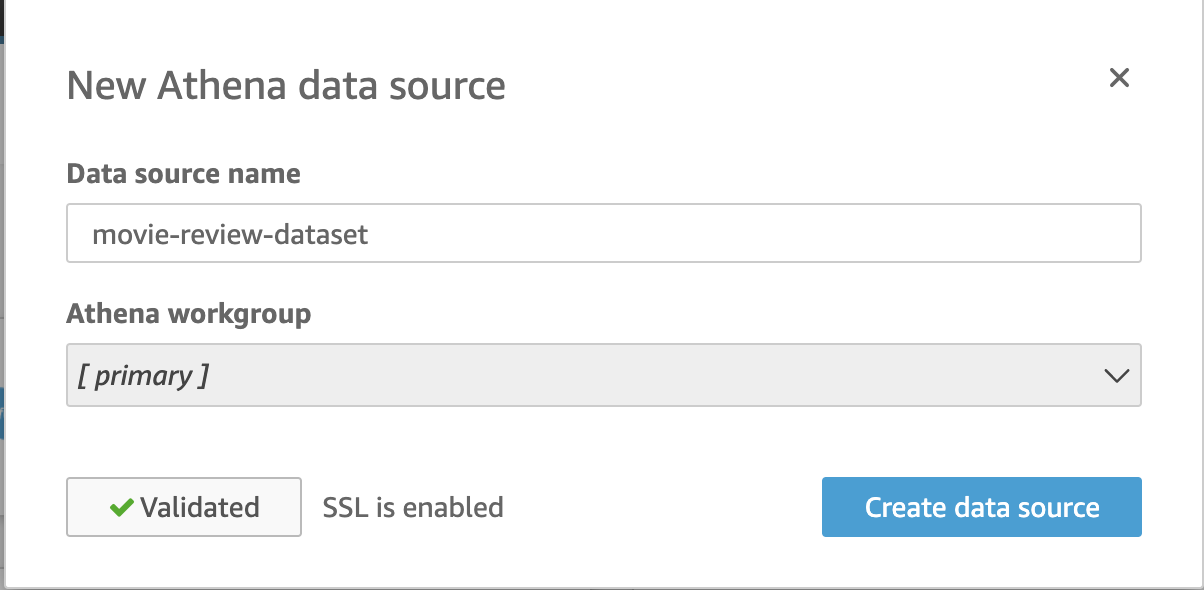 New Athena data source
Data source name
movie-review-dataset
Athena workgroup
[ primary ]
Validated SSL is enabled Create data source